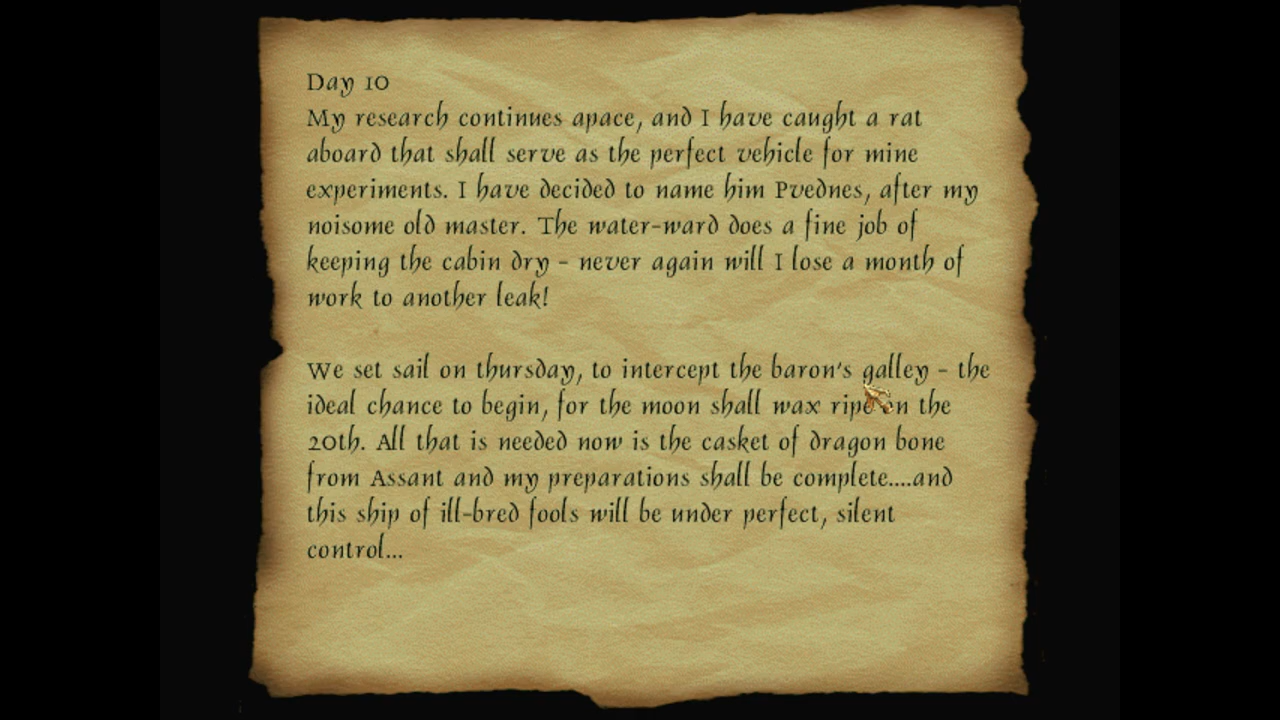 Day 10
My research continues apace, and I have caught a rat
aboard that shall serve as the perfect vehicle for mine
experiments. I have decided to name him Pvednes, after my
noisome old master. The water-ward does a fine job of
keeping the cabin dry - never again will I lose a month of
work to another leak!
We set sail on thursday, to intercept the baron's galley - the
ideal chance to begin, for the moon shall wax ripe on the
20th. All that is needed now is the casket of dragon bone
from Assant and my preparations shall be complete....and
this ship of ill-bred fools will be under perfect, silent
control...